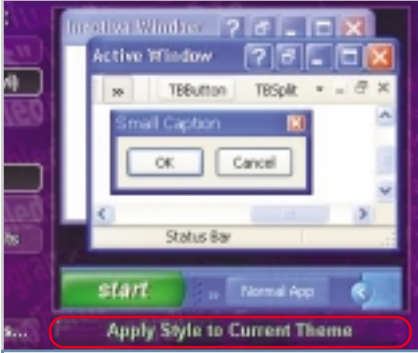 Inactive Window
Active Window
TBButton TBSplit
Small Caption
OK Cancel
Status Bar
start Normal App
Apply Style to Current Theme
s...